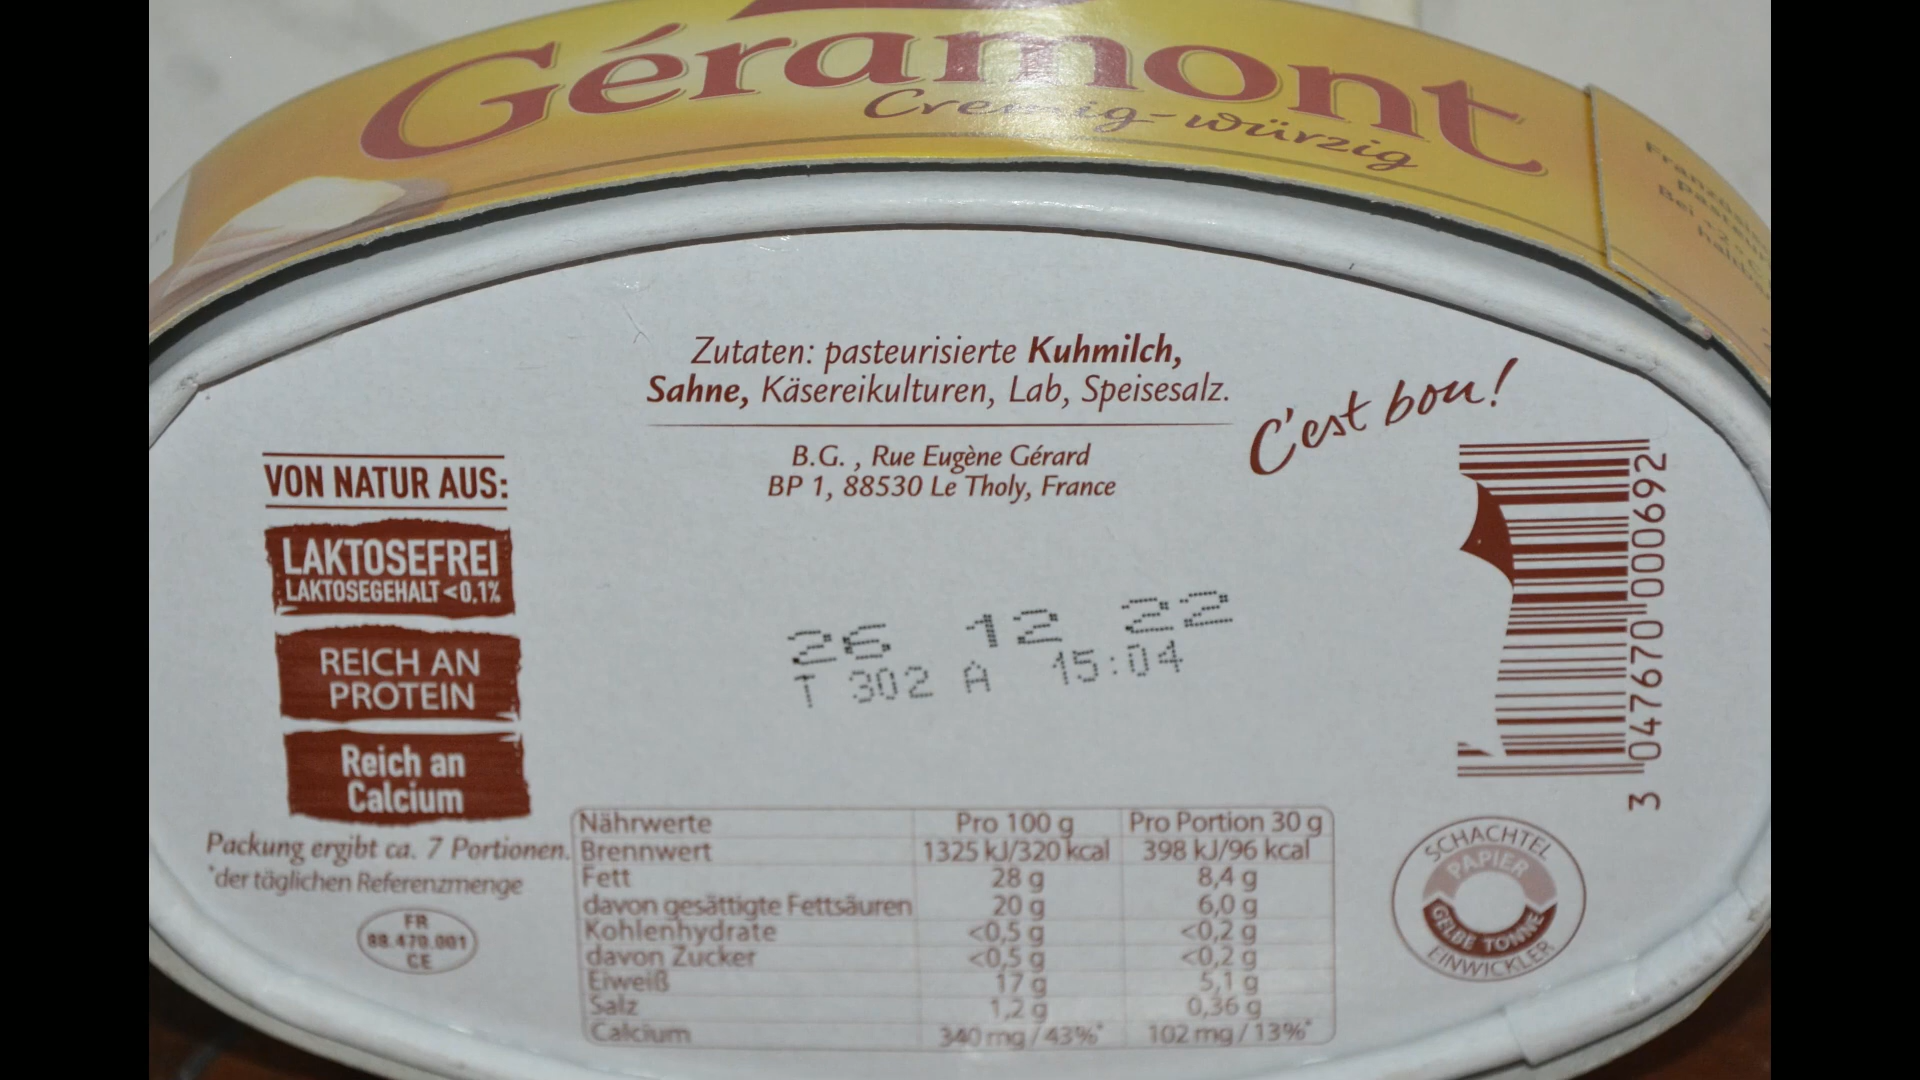 Géramont
Cremig-würzig
Zutaten: pasteurisierte Kuhmilch,
Sahne, Käsereikulturen, Lab, Speisesalz.
C'est bon!
B.G. , Rue Eugène Gérard
BP 1, 88530 Le Tholy, France
VON NATUR AUS:
LAKTOSEFREI
LAKTOSEGEHALT <0,1%
REICH AN
PROTEIN
Reich an
Calcium
26 12 22
T 302 A 15:04
3 047670 000692
Packung ergibt ca. 7 Portionen.
*der täglichen Referenzmenge
FR
88.470.001
CE
Nährwerte Pro 100 g Pro Portion 30 g
Brennwert 1325 kJ/320 kcal 398 kJ/96 kcal
Fett 28 g 8,4 g
davon gesättigte Fettsäuren 20 g 6,0 g
Kohlenhydrate <0,5 g <0,2 g
davon Zucker <0,5 g <0,2 g
Eiweiß 17 g 5,1 g
Salz 1,2 g 0,36 g
Calcium 340 mg / 43%* 102 mg / 13%*
SCHACHTEL
PAPIER
GELBE TONNE
EINWICKLER